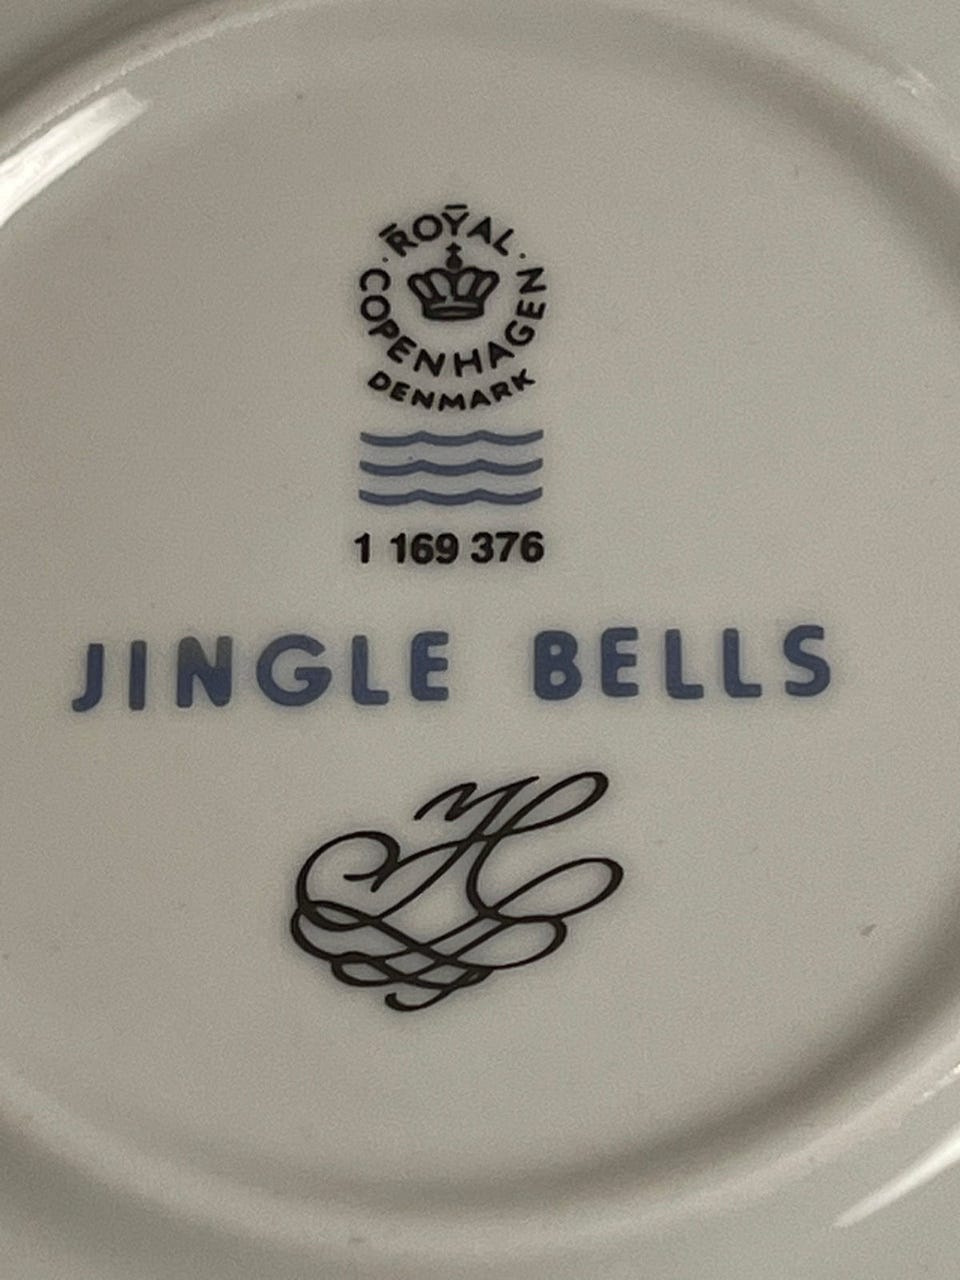 ROYAL
COPENHAGEN
DENMARK
1 169 376
JINGLE BELLS
H